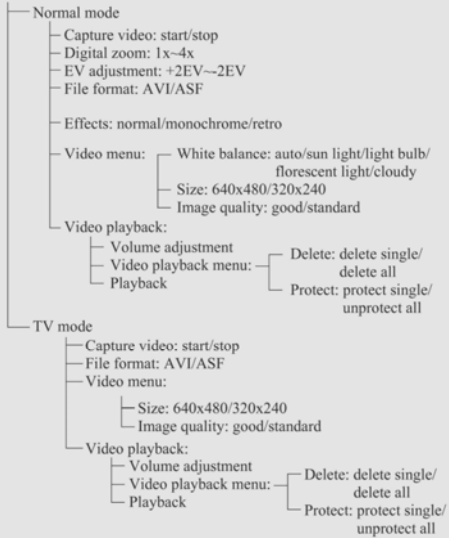 Normal mode
Capture video: start/stop
Digital zoom: 1x~4x
EV adjustment: +2EV~-2EV
File format: AVI/ASF
Effects: normal/monochrome/retro
Video menu:
White balance: auto/sun light/light bulb/
florescent light/cloudy
Size: 640x480/320x240
Image quality: good/standard
Video playback:
Volume adjustment
Video playback menu:
Playback
Delete: delete single/
delete all
Protect: protect single/
unprotect all
TV mode
Capture video: start/stop
File format: AVI/ASF
Video menu:
Size: 640x480/320x240
Image quality: good/standard
Video playback:
Volume adjustment
Video playback menu:
Playback
Delete: delete single/
delete all
Protect: protect single/
unprotect all